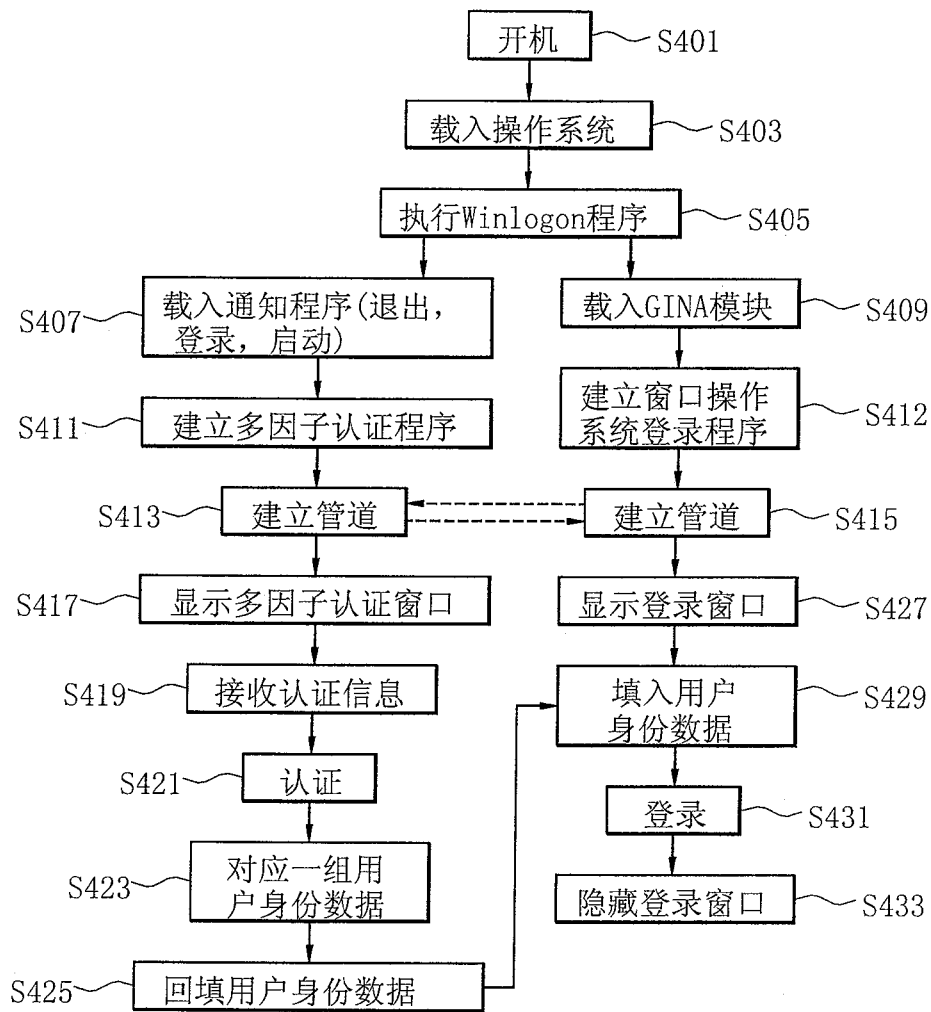 开机
S401
载入操作系统
S403
执行Winlogon程序
S405
S407
载入通知程序(退出,
登录, 启动)
载入GINA模块
S409
S411
建立多因子认证程序
建立窗口操作
系统登录程序
S412
S413
建立管道
建立管道
S415
S417
显示多因子认证窗口
显示登录窗口
S427
S419
接收认证信息
填入用户
身份数据
S429
S421
认证
登录
S431
S423
对应一组用
户身份数据
隐藏登录窗口
S433
S425
回填用户身份数据